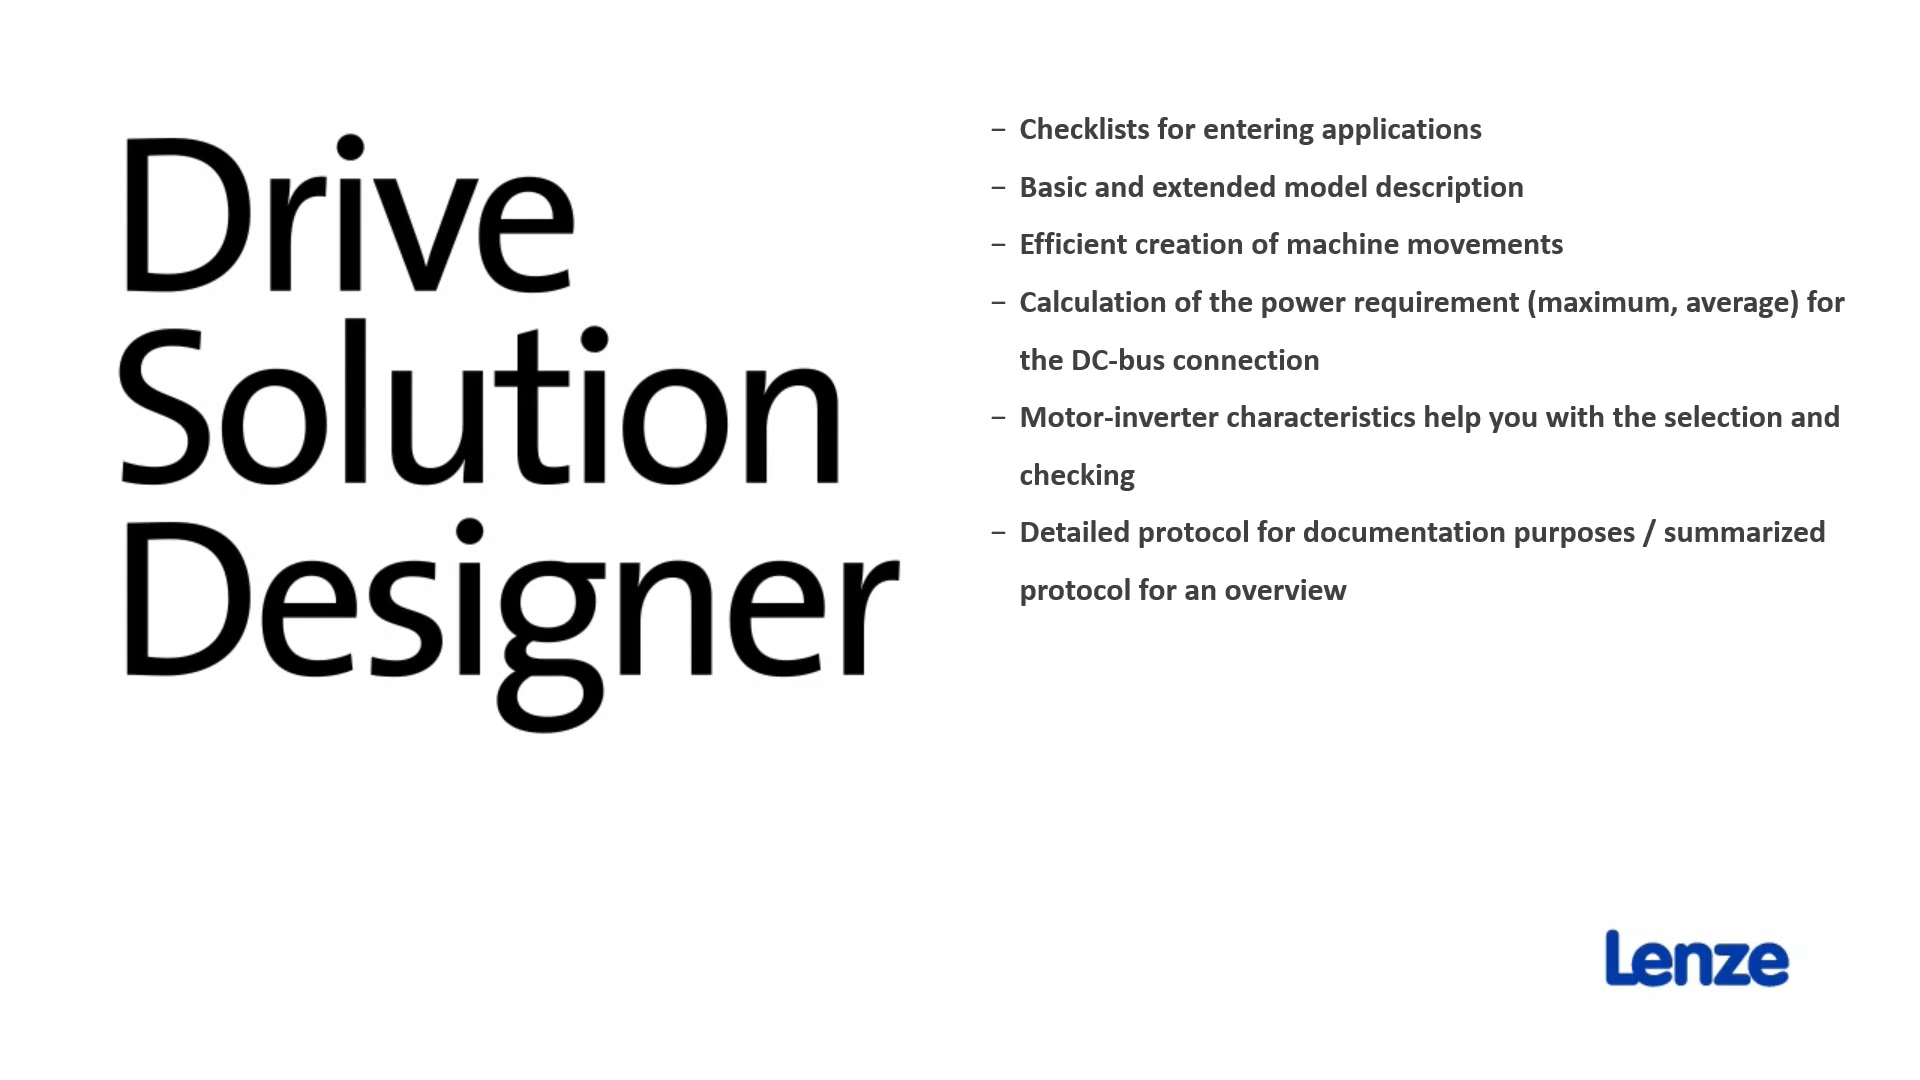 Drive
Solution
Designer
– Checklists for entering applications
– Basic and extended model description
– Efficient creation of machine movements
– Calculation of the power requirement (maximum, average) for
the DC-bus connection
– Motor-inverter characteristics help you with the selection and
checking
– Detailed protocol for documentation purposes / summarized
protocol for an overview
Lenze